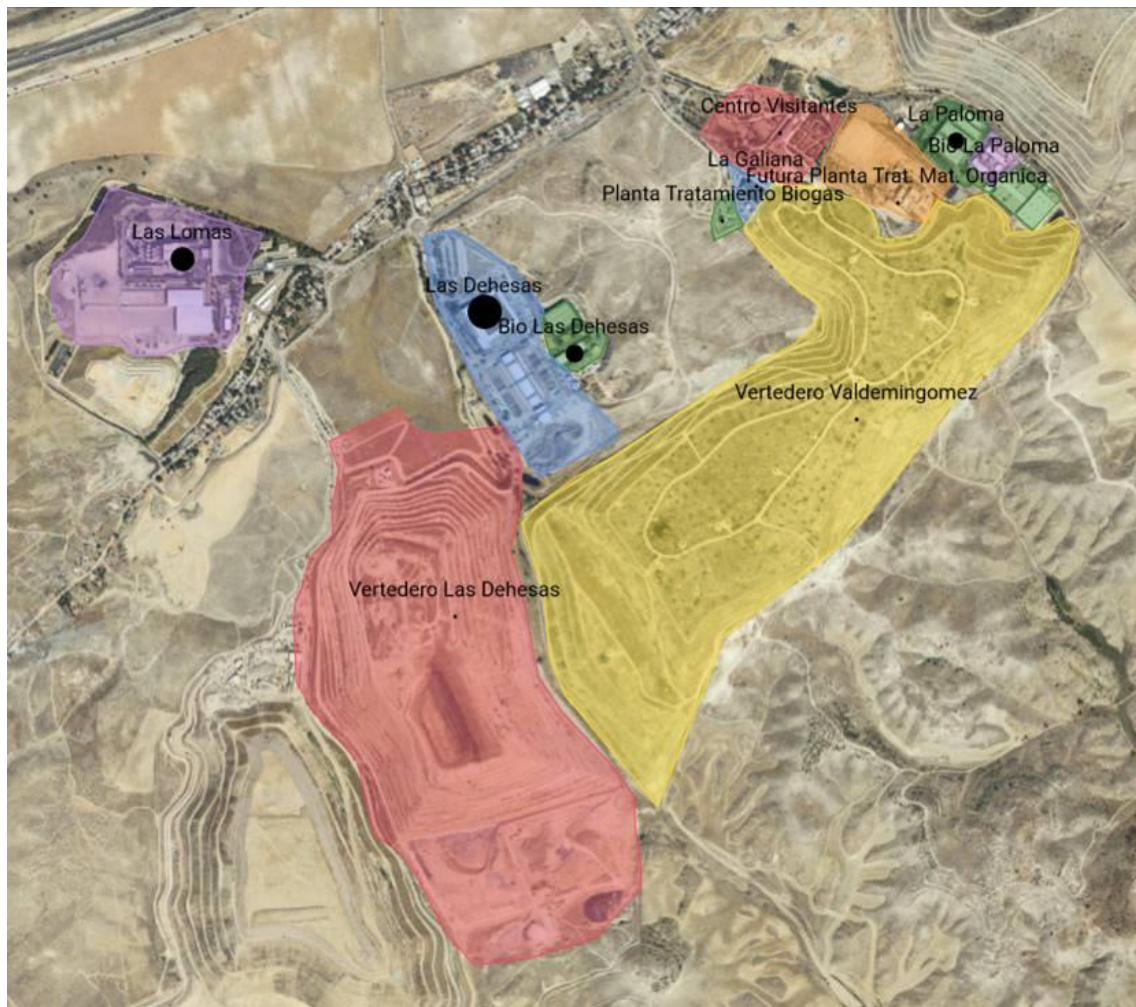 Centro Visitantes
La Paloma
Bio La Paloma
La Galiana
Futura Planta Trat. Mat. Organica
Planta Tratamiento Biogas
Las Lomas
Las Dehesas
Bio Las Dehesas
Vertedero Valdemingomez
Vertedero Las Dehesas